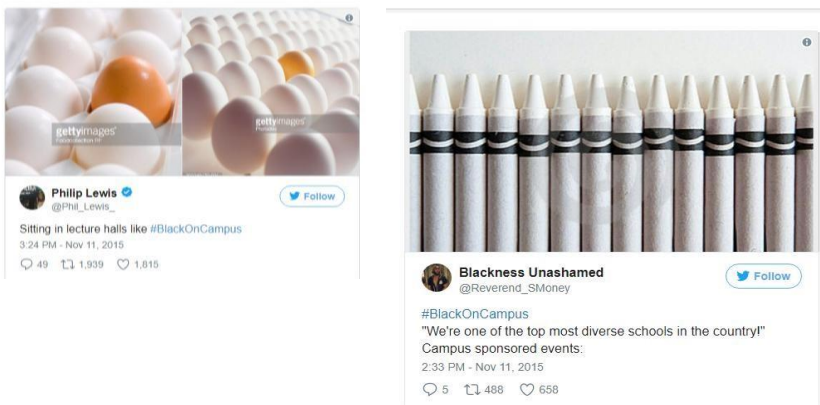 gettyimages
gettyimages
Philip Lewis
Follow
@Phil_Lewis_
Sitting in lecture halls like #BlackOnCampus
3:24 PM - Nov 11, 2015
49 1,939 1,815
Blackness Unashamed
Follow
@Reverend_SMoney
#BlackOnCampus
"We're one of the top most diverse schools in the country!"
Campus sponsored events:
2:33 PM - Nov 11, 2015
5 488 658